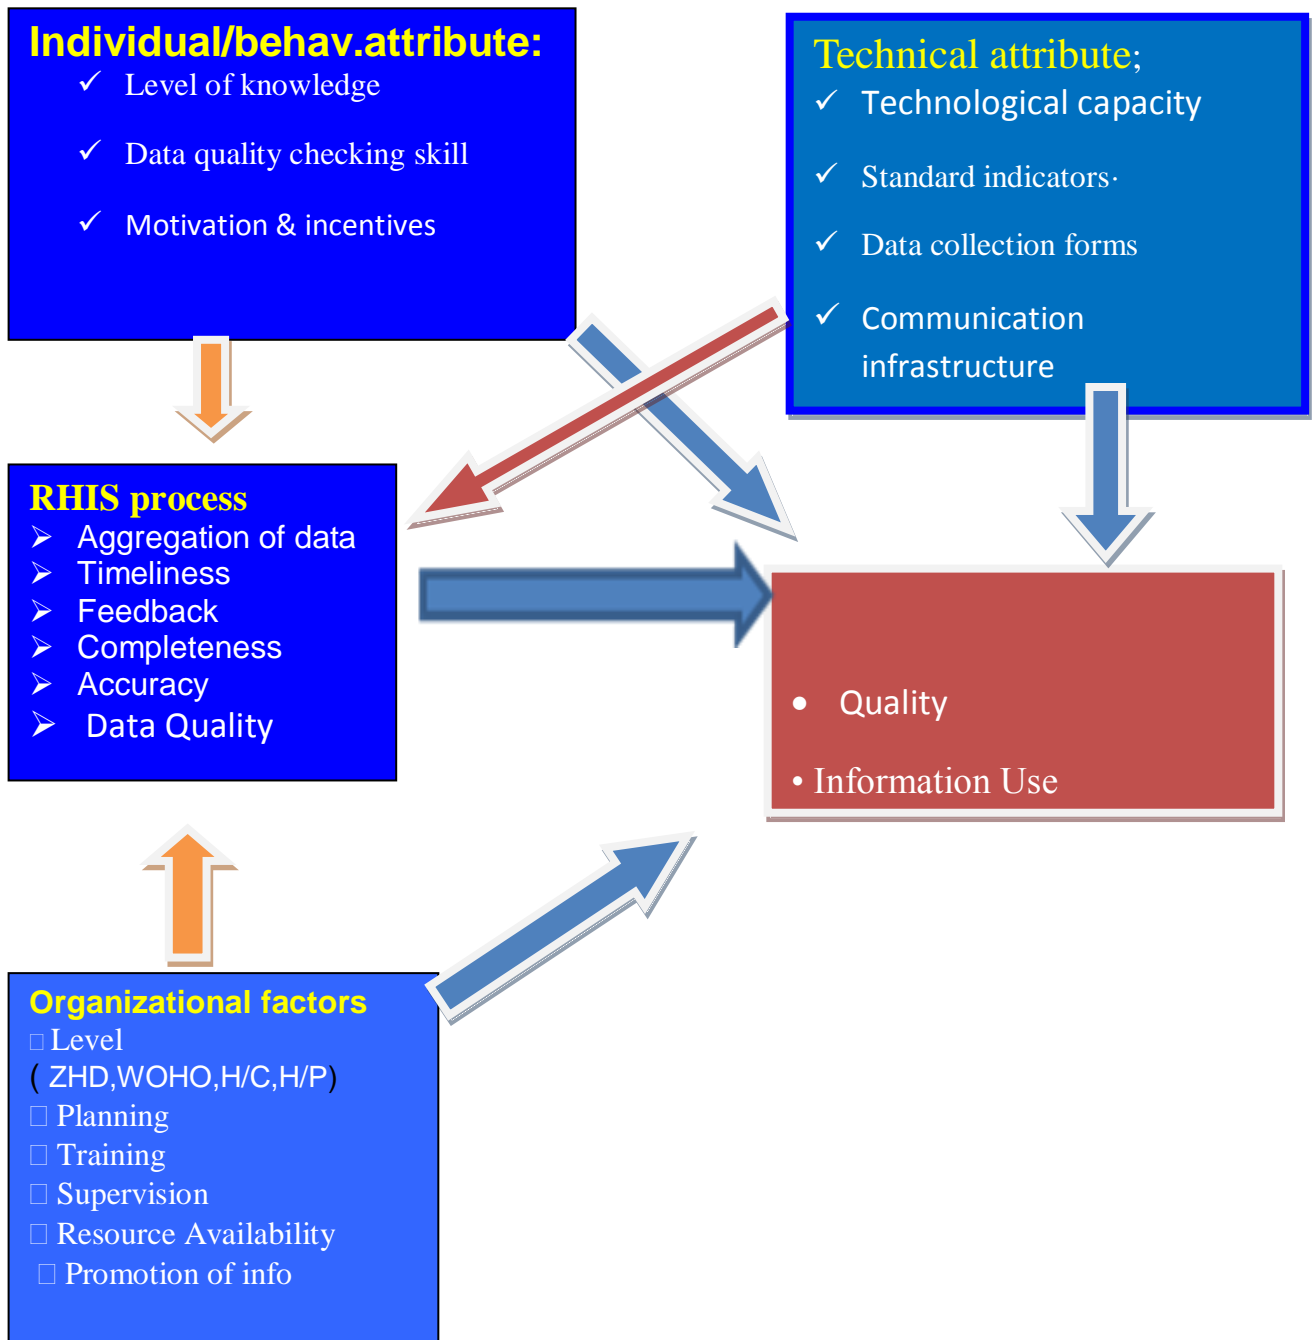 Individual/behav.attribute:
✓ Level of knowledge
✓ Data quality checking skill
✓ Motivation & incentives
Technical attribute;
✓ Technological capacity
✓ Standard indicators·
✓ Data collection forms
✓ Communication
infrastructure
RHIS process
➢ Aggregation of data
➢ Timeliness
➢ Feedback
➢ Completeness
➢ Accuracy
➢ Data Quality
• Quality
• Information Use
Organizational factors
□ Level
( ZHD,WOHO,H/C,H/P)
□ Planning
□ Training
□ Supervision
□ Resource Availability
□ Promotion of info